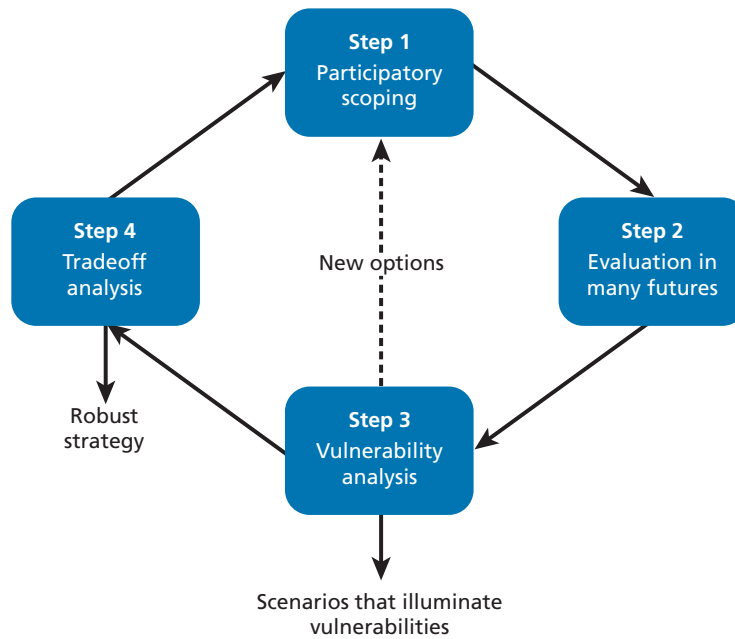 Step 1
Participatory
scoping
Step 4
Tradeoff
analysis
New options
Step 2
Evaluation in
many futures
Robust
strategy
Step 3
Vulnerability
analysis
Scenarios that illuminate
vulnerabilities